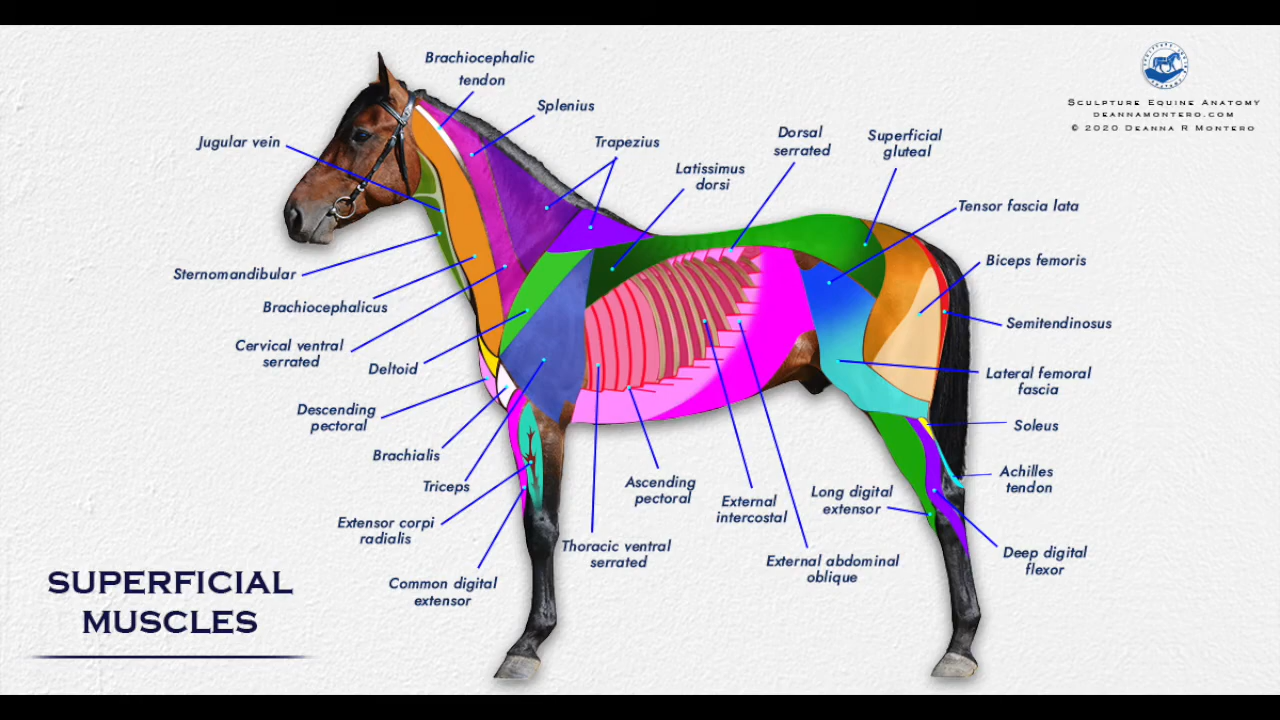 Brachiocephalic
tendon
Splenius
Jugular vein
Trapezius
Latissimus
dorsi
Dorsal
serrated
Superficial
gluteal
SCULPTURE EQUINE ANATOMY
DEANNAMONTERO.COM
© 2020 DEANNA R MONTERO
Tensor fascia lata
Biceps femoris
Sternomandibular
Brachiocephalicus
Cervical ventral
serrated
Deltoid
Semitendinosus
Lateral femoral
fascia
Descending
pectoral
Soleus
Brachialis
Triceps
Achilles
tendon
Extensor corpi
radialis
Ascending
pectoral
External
intercostal
Long digital
extensor
Thoracic ventral
serrated
External abdominal
oblique
Deep digital
flexor
Common digital
extensor
SUPERFICIAL
MUSCLES